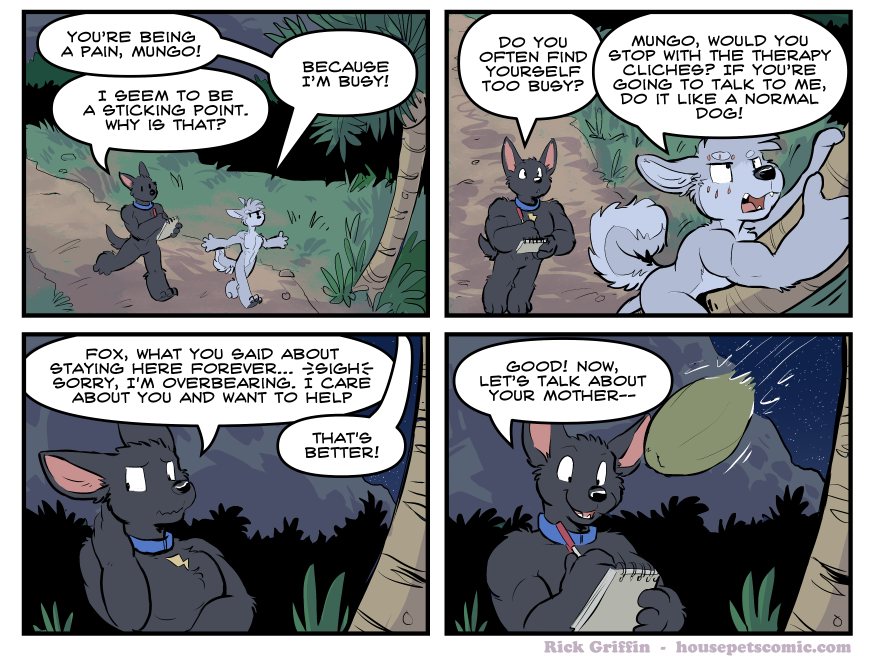 YOU'RE BEING
A PAIN, MUNGO!
BECAUSE
I'M BUSY!
I SEEM TO BE
A STICKING POINT.
WHY IS THAT?
DO YOU
OFTEN FIND
YOURSELF
TOO BUSY?
MUNGO, WOULD YOU
STOP WITH THE THERAPY
CLICHES? IF YOU'RE
GOING TO TALK TO ME,
DO IT LIKE A NORMAL
DOG!
FOX, WHAT YOU SAID ABOUT
STAYING HERE FOREVER... >SIGH<
SORRY, I'M OVERBEARING. I CARE
ABOUT YOU AND WANT TO HELP
THAT'S
BETTER!
GOOD! NOW,
LET'S TALK ABOUT
YOUR MOTHER--
Rick Griffin - housepetscomic.com